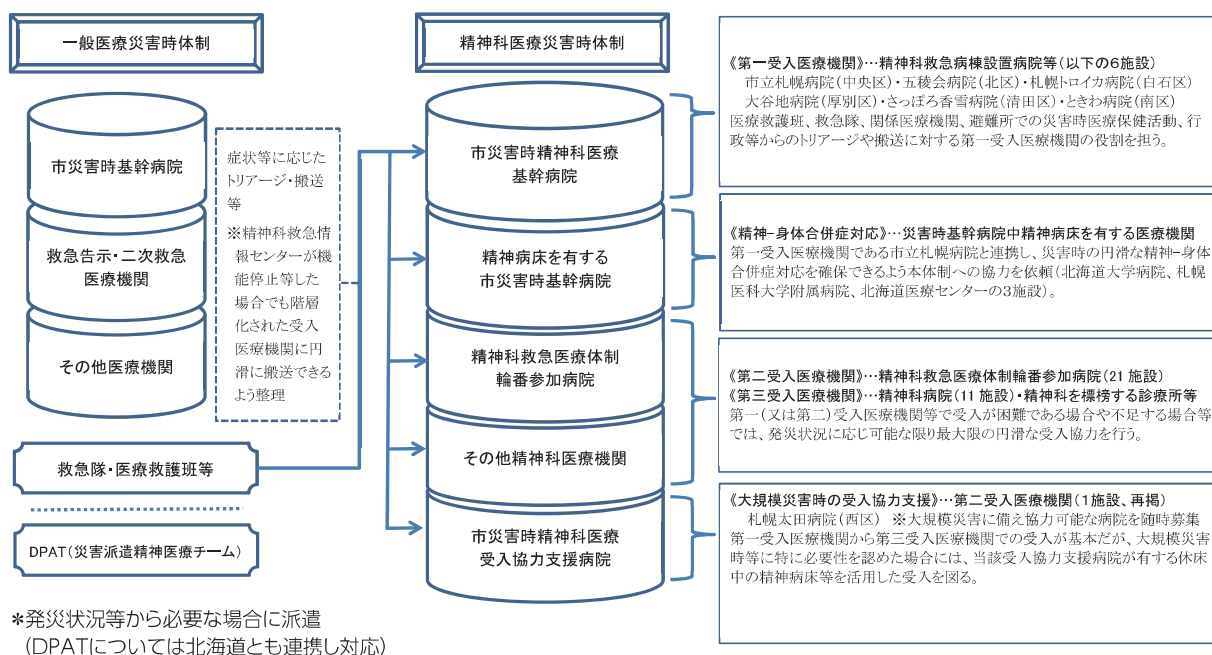 一般医療災害時体制
市災害時基幹病院
救急告示・二次救急
医療機関
その他医療機関
症状等に応じた
トリアージ・搬送
等
※精神科救急情
報センターが機
能停止等した
場合でも階層
化された受入
医療機関に円
滑に搬送できる
よう整理
救急隊・医療救護班等
DPAT(災害派遣精神医療チーム)
*発災状況等から必要な場合に派遣
(DPATについては北海道とも連携し対応)
精神科医療災害時体制
市災害時精神科医療
基幹病院
精神病床を有する
市災害時基幹病院
精神科救急医療体制
輪番参加病院
その他精神科医療機関
市災害時精神科医療
受入協力支援病院
《第一受入医療機関》…精神科救急病棟設置病院等(以下の6施設)
市立札幌病院(中央区)・五稜会病院(北区)・札幌トロイカ病院(白石区)
大谷地病院(厚別区)・さっぽろ香雪病院(清田区)・ときわ病院(南区)
医療救護班、救急隊、関係医療機関、避難所での災害時医療保健活動、行
政等からのトリアージや搬送に対する第一受入医療機関の役割を担う。
《精神-身体合併症対応》…災害時基幹病院中精神病床を有する医療機関
第一受入医療機関である市立札幌病院と連携し、災害時の円滑な精神-身体
合併症対応を確保できるよう本体制への協力を依頼(北海道大学病院、札幌
医科大学附属病院、北海道医療センターの3施設)。
《第二受入医療機関》…精神科救急医療体制輪番参加病院(21 施設)
《第三受入医療機関》…精神科病院(11 施設)・精神科を標榜する診療所等
第一(又は第二)受入医療機関等で受入が困難である場合や不足する場合等
では、発災状況に応じ可能な限り最大限の円滑な受入協力を行う。
《大規模災害時の受入協力支援》…第二受入医療機関(1施設、再掲)
札幌太田病院(西区) ※大規模災害に備え協力可能な病院を随時募集
第一受入医療機関から第三受入医療機関での受入が基本だが、大規模災害
時等に特に必要性を認めた場合には、当該受入協力支援病院が有する休床
中の精神病床等を活用した受入を図る。